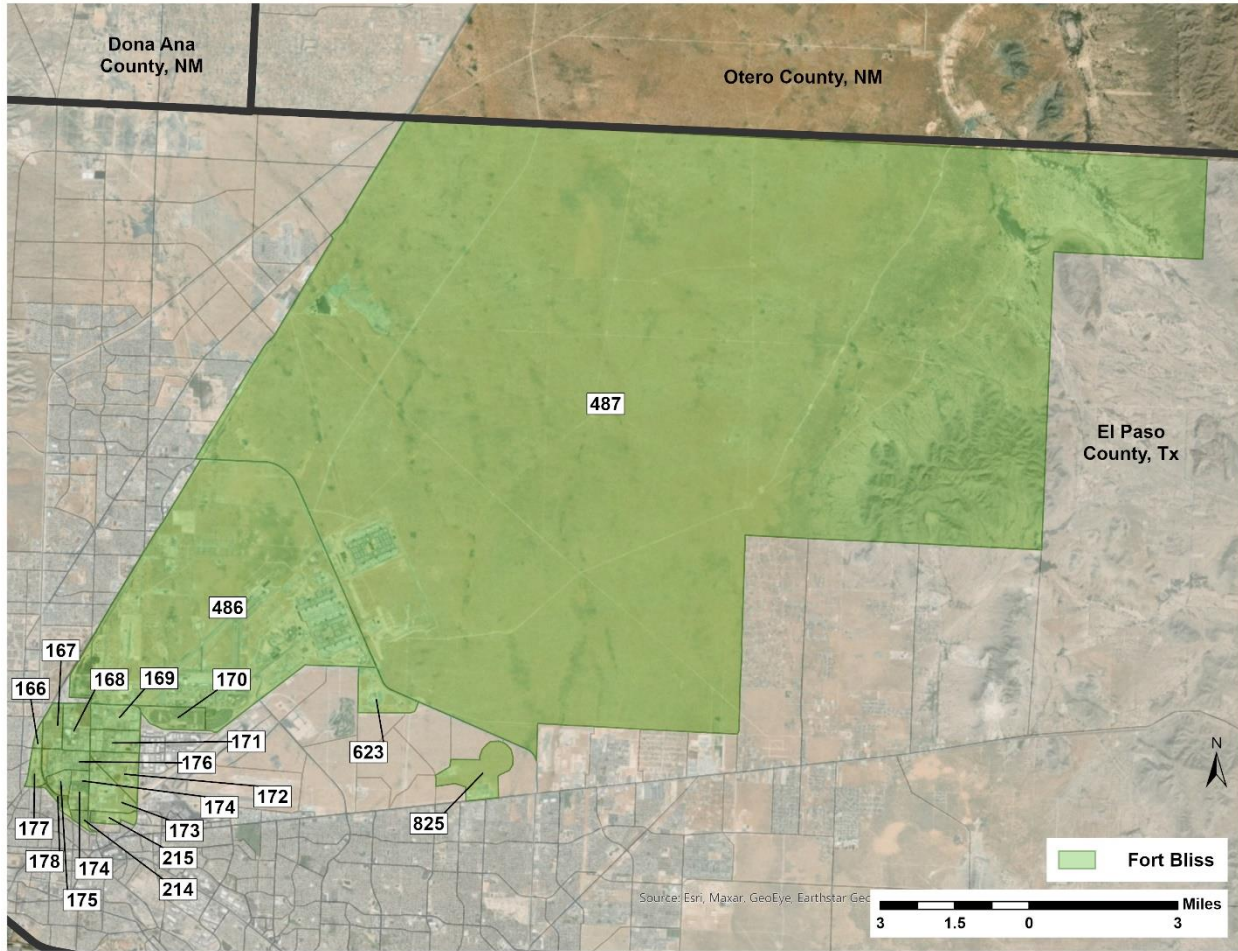 Dona Ana
County, NM
Otero County, NM
487
El Paso
County, Tx
486
167
166
168
169
170
171
623
176
172
174
825
173
177
215
178
174
214
175
N
Fort Bliss
Source: Esri, Maxar, GeoEye, Earthstar Geo
Miles
3 1.5 0 3